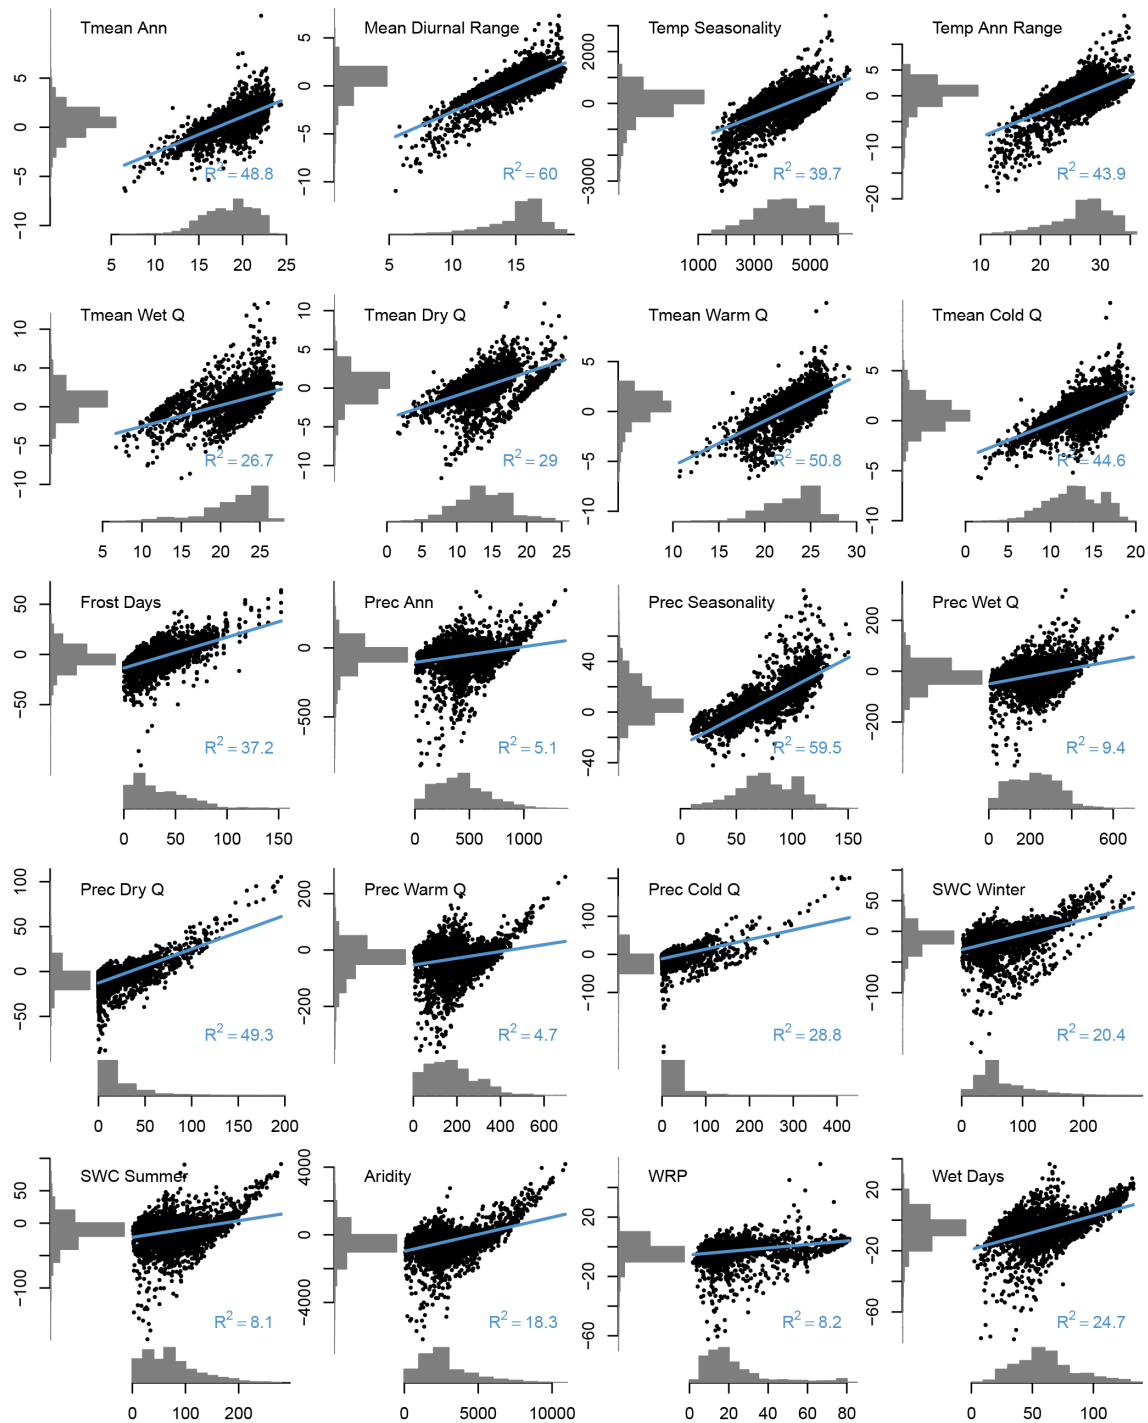 Tmean Ann
5
0
−5
−10
R² = 48.8
5 10 15 20 25
Mean Diurnal Range
5
0
−5
−10
R² = 60
5 10 15
Temp Seasonality
2000
0
−3000
R² = 39.7
1000 3000 5000
Temp Ann Range
5
0
−10
−20
R² = 43.9
10 20 30
Tmean Wet Q
10
5
0
−5
−10
R² = 26.7
5 10 15 20 25
Tmean Dry Q
10
5
0
−5
−10
R² = 29
0 5 10 15 20 25
Tmean Warm Q
5
0
−5
−10
R² = 50.8
10 15 20 25 30
Tmean Cold Q
5
0
−5
−10
R² = 44.6
0 5 10 15 20
Frost Days
50
0
−50
R² = 37.2
0 50 100 150
Prec Ann
0
−500
R² = 5.1
0 500 1000
Prec Seasonality
40
0
−40
R² = 59.5
0 50 100 150
Prec Wet Q
200
0
−200
R² = 9.4
0 200 400 600
Prec Dry Q
100
50
0
−50
R² = 49.3
0 50 100 150 200
Prec Warm Q
200
0
−200
R² = 4.7
0 200 400 600
Prec Cold Q
100
0
−100
R² = 28.8
0 100 200 300 400
SWC Winter
50
0
−100
R² = 20.4
0 100 200
SWC Summer
50
0
−100
R² = 8.1
0 100 200
Aridity
4000
0
−4000
R² = 18.3
0 5000 10000
WRP
20
−20
−60
R² = 8.2
0 20 40 60 80
Wet Days
20
−20
−60
R² = 24.7
0 50 100